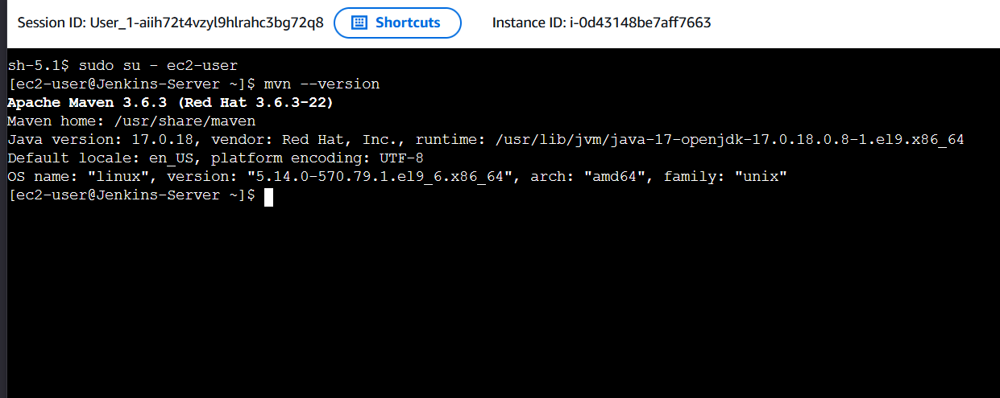 Session ID: User_1-aiih72t4vzyl9hlrahc3bg72q8 Shortcuts Instance ID: i-0d43148be7aff7663
sh-5.1$ sudo su - ec2-user
[ec2-user@Jenkins-Server ~]$ mvn --version
Apache Maven 3.6.3 (Red Hat 3.6.3-22)
Maven home: /usr/share/maven
Java version: 17.0.18, vendor: Red Hat, Inc., runtime: /usr/lib/jvm/java-17-openjdk-17.0.18.0.8-1.el9.x86_64
Default locale: en_US, platform encoding: UTF-8
OS name: "linux", version: "5.14.0-570.79.1.el9_6.x86_64", arch: "amd64", family: "unix"
[ec2-user@Jenkins-Server ~]$